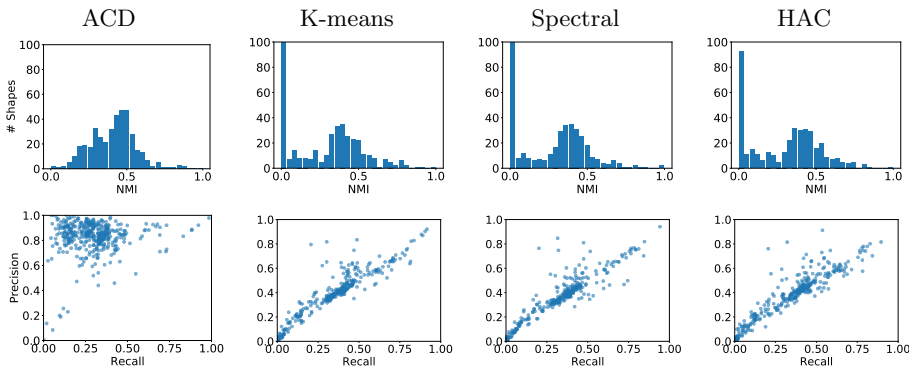 ACD K-means Spectral HAC
100 100 100 100
80 80 80 80
60 60 60 60
40 40 40 40
20 20 20 20
0 0 0 0
# Shapes
0.0 0.5 1.0 0.0 0.5 1.0 0.0 0.5 1.0 0.0 0.5 1.0
NMI NMI NMI NMI
1.0 1.0 1.0 1.0
0.8 0.8 0.8 0.8
0.6 0.6 0.6 0.6
0.4 0.4 0.4 0.4
0.2 0.2 0.2 0.2
0.0 0.0 0.0 0.0
Precision
0.00 0.25 0.50 0.75 1.00 0.00 0.25 0.50 0.75 1.00 0.00 0.25 0.50 0.75 1.00 0.00 0.25 0.50 0.75 1.00
Recall Recall Recall Recall